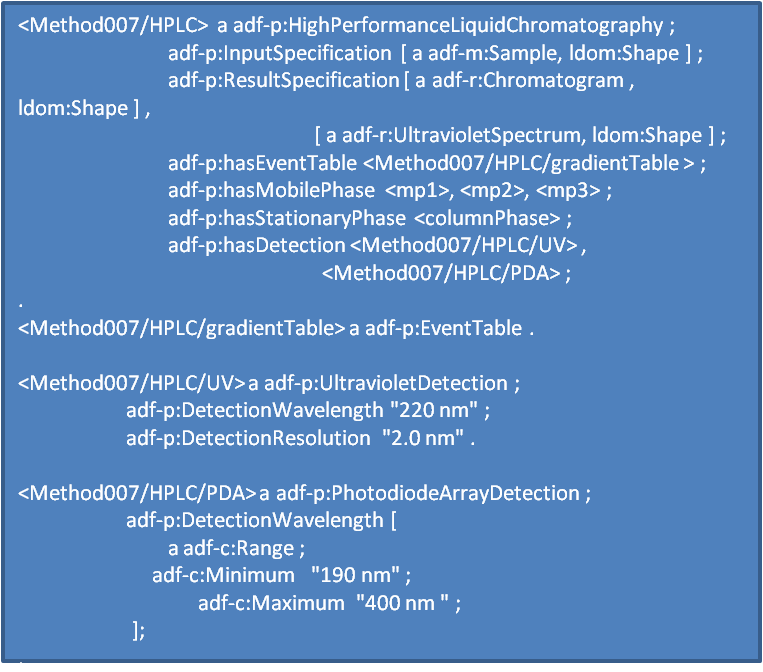 <Method007/HPLC> a adf-p:HighPerformanceLiquidChromatography ;
adf-p:InputSpecification [ a adf-m:Sample, ldom:Shape ] ;
adf-p:ResultSpecification [ a adf-r:Chromatogram ,
ldom:Shape ] ,
[ a adf-r:UltravioletSpectrum, ldom:Shape ] ;
adf-p:hasEventTable <Method007/HPLC/gradientTable > ;
adf-p:hasMobilePhase <mp1>, <mp2>, <mp3> ;
adf-p:hasStationaryPhase <columnPhase> ;
adf-p:hasDetection <Method007/HPLC/UV> ,
<Method007/HPLC/PDA> ;
.
<Method007/HPLC/gradientTable> a adf-p:EventTable .
<Method007/HPLC/UV> a adf-p:UltravioletDetection ;
adf-p:DetectionWavelength "220 nm" ;
adf-p:DetectionResolution "2.0 nm" .
<Method007/HPLC/PDA> a adf-p:PhotodiodeArrayDetection ;
adf-p:DetectionWavelength [
a adf-c:Range ;
adf-c:Minimum "190 nm" ;
adf-c:Maximum "400 nm " ;
];
.